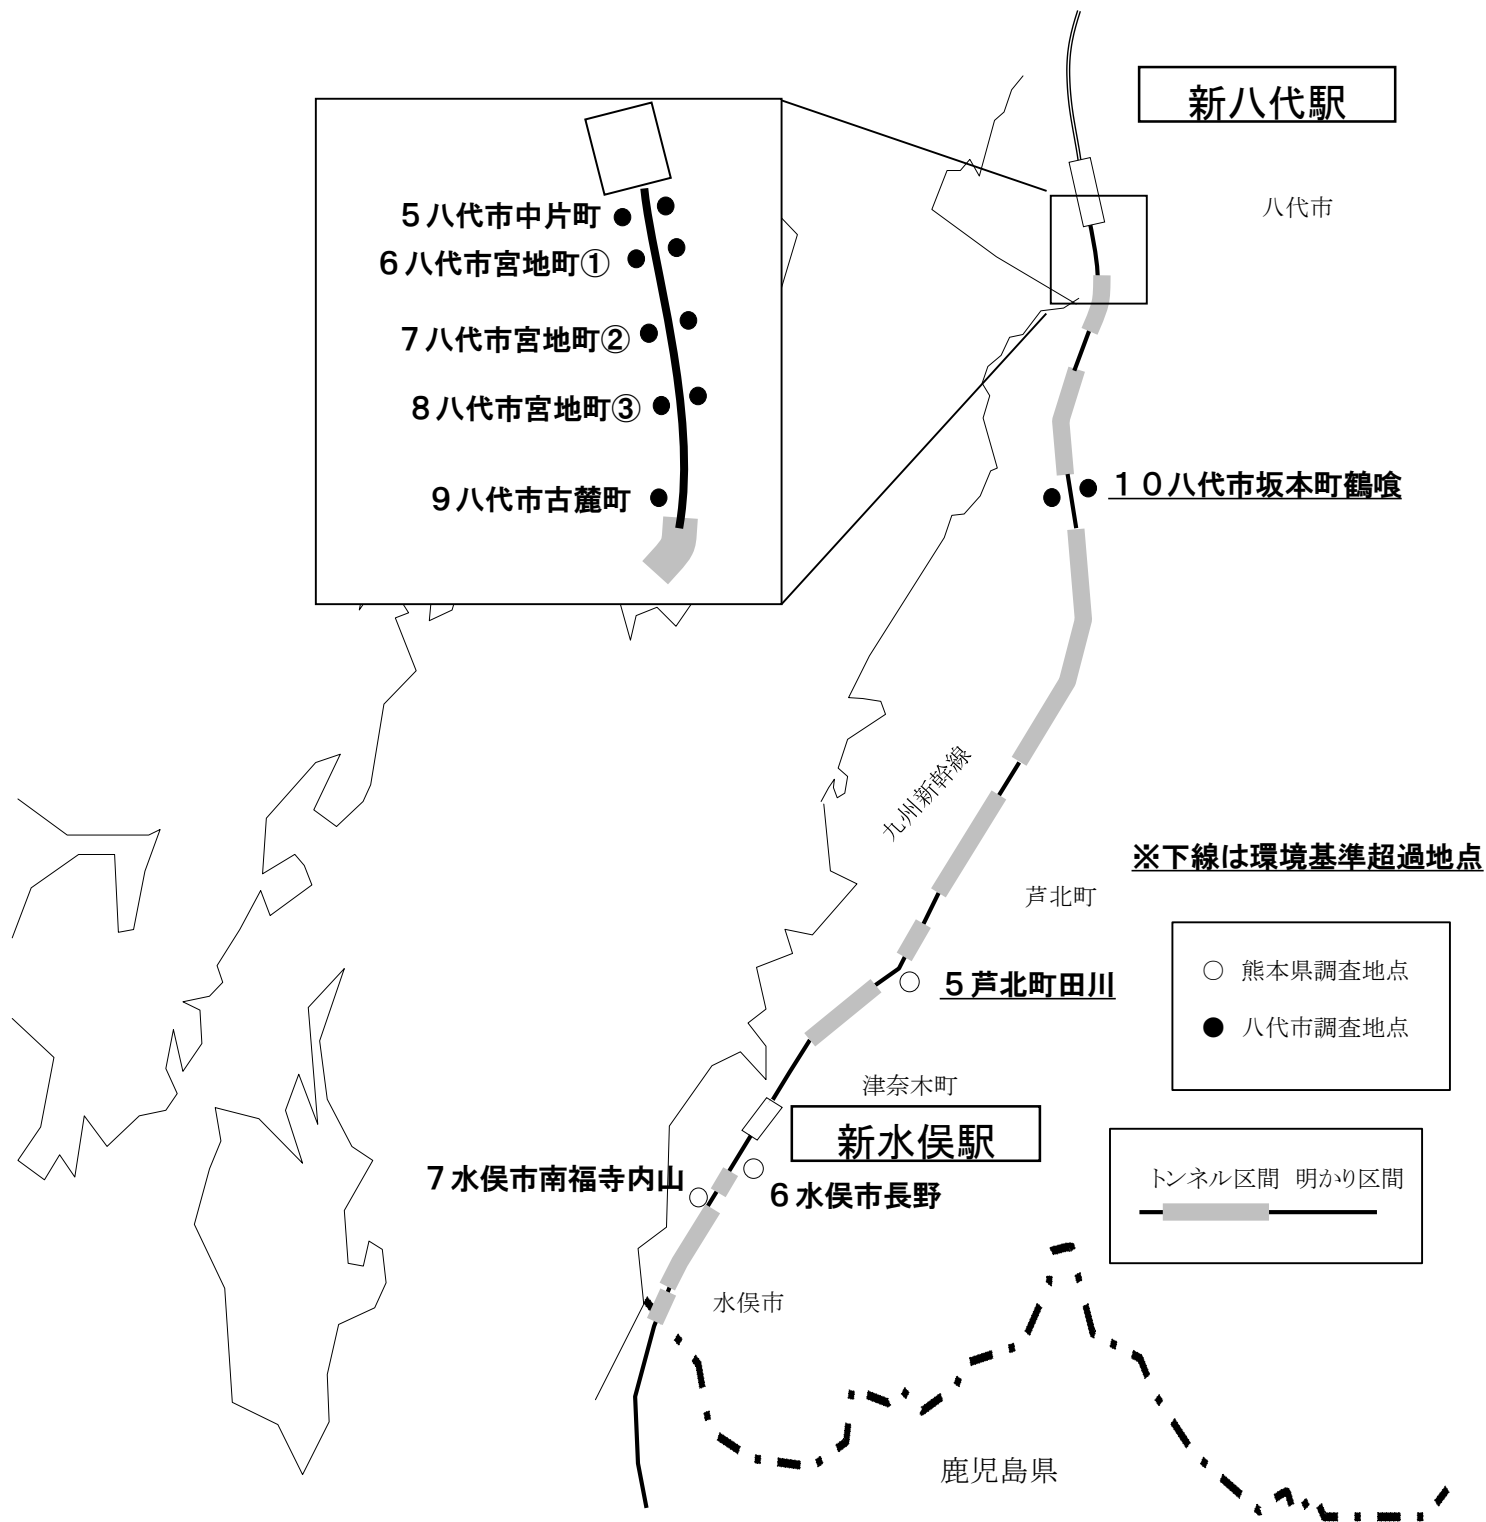 新八代駅
八代市
５八代市中片町
６八代市宮地町①
７八代市宮地町②
８八代市宮地町③
９八代市古麓町
１０八代市坂本町鶴喰
九州新幹線
※下線は環境基準超過地点
芦北町
○ 熊本県調査地点
● 八代市調査地点
５芦北町田川
津奈木町
新水俣駅
７水俣市南福寺内山
６水俣市長野
トンネル区間 明かり区間
水俣市
鹿児島県